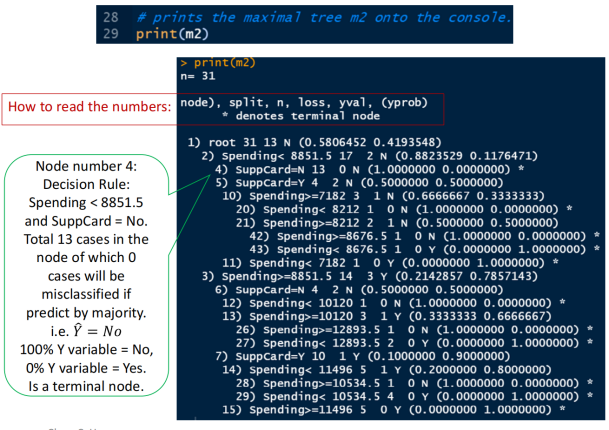 28 # prints the maximal tree m2 onto the console.
29 print(m2)
> print(m2)
n= 31
How to read the numbers:
node), split, n, loss, yval, (yprob)
* denotes terminal node
1) root 31 13 N (0.5806452 0.4193548)
2) Spending< 8851.5 17 2 N (0.8823529 0.1176471)
4) SuppCard=N 13 0 N (1.0000000 0.0000000) *
5) SuppCard=Y 4 2 N (0.5000000 0.5000000)
10) Spending>=7182 3 1 N (0.6666667 0.3333333)
20) Spending< 8212 1 0 N (1.0000000 0.0000000) *
21) Spending>=8212 2 1 N (0.5000000 0.5000000)
42) Spending>=8676.5 1 0 N (1.0000000 0.0000000) *
43) Spending< 8676.5 1 0 Y (0.0000000 1.0000000) *
11) Spending< 7182 1 0 Y (0.0000000 1.0000000) *
3) Spending>=8851.5 14 3 Y (0.2142857 0.7857143)
6) SuppCard=N 4 2 N (0.5000000 0.5000000)
12) Spending< 10120 1 0 N (1.0000000 0.0000000) *
13) Spending>=10120 3 1 Y (0.3333333 0.6666667)
26) Spending>=12893.5 1 0 N (1.0000000 0.0000000) *
27) Spending< 12893.5 2 0 Y (0.0000000 1.0000000) *
7) SuppCard=Y 10 1 Y (0.1000000 0.9000000)
14) Spending< 11496 5 1 Y (0.2000000 0.8000000)
28) Spending>=10534.5 1 0 N (1.0000000 0.0000000) *
29) Spending< 10534.5 4 0 Y (0.0000000 1.0000000) *
15) Spending>=11496 5 0 Y (0.0000000 1.0000000) *
Node number 4:
Decision Rule:
Spending < 8851.5
and SuppCard = No.
Total 13 cases in the
node of which 0
cases will be
misclassified if
predict by majority.
i.e. Ŷ = No
100% Y variable = No,
0% Y variable = Yes.
Is a terminal node.